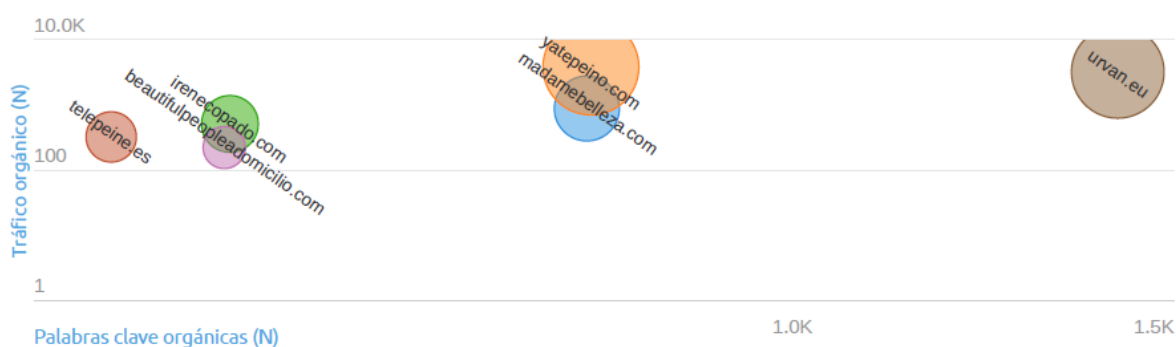 10.0K
yatepeino.com
urvan.eu
madamebelleza.com
irenecopado.com
beautifulpeopleadomicilio.com
telepeine.es
100
Tráfico orgánico (N)
1
1.0K
1.5K
Palabras clave orgánicas (N)